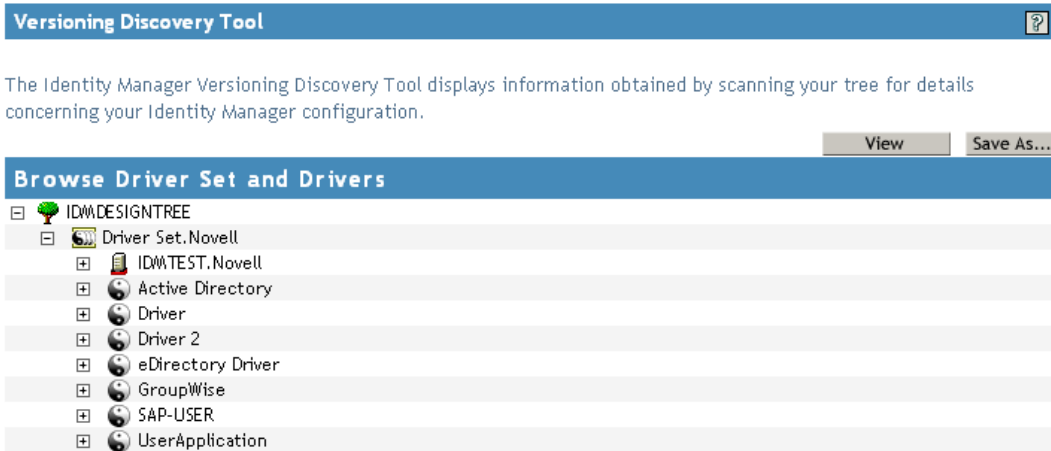 Versioning Discovery Tool
?
The Identity Manager Versioning Discovery Tool displays information obtained by scanning your tree for details
concerning your Identity Manager configuration.
View Save As...
Browse Driver Set and Drivers
IDMDESIGNTREE
Driver Set.Novell
IDMTEST.Novell
Active Directory
Driver
Driver 2
eDirectory Driver
GroupWise
SAP-USER
UserApplication